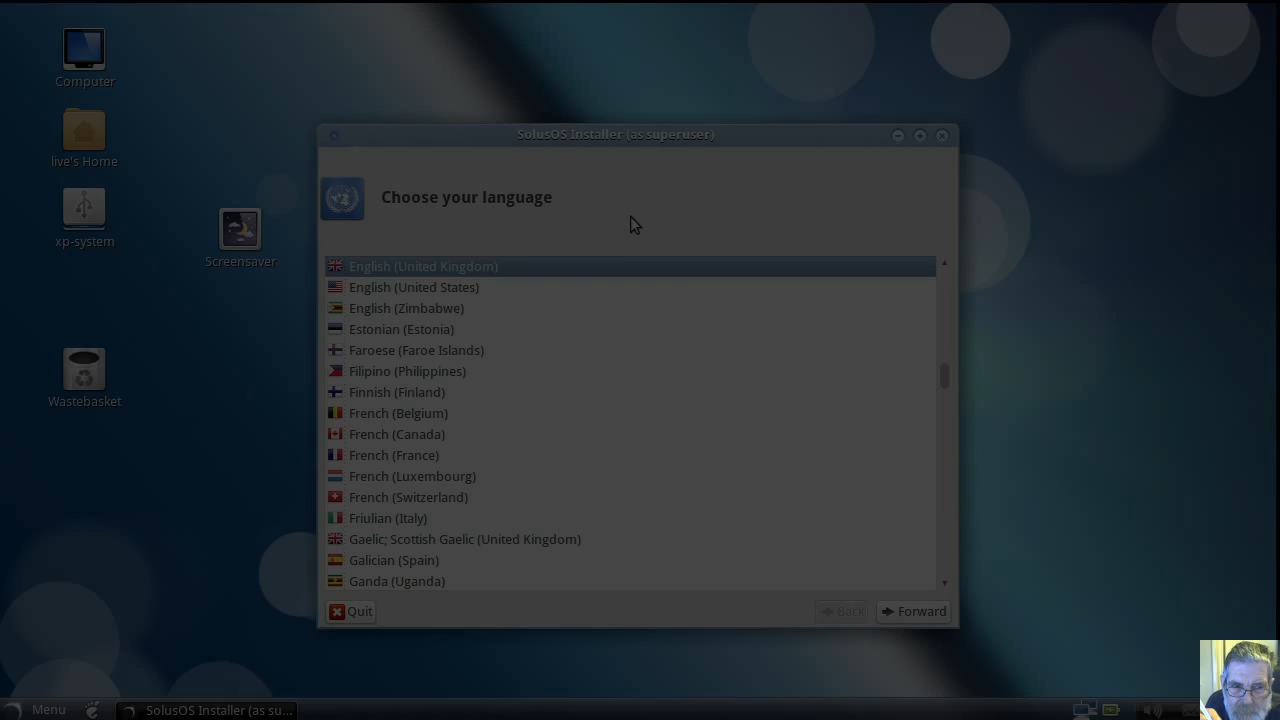 Computer
live's Home
xp-system
Screensaver
Wastebasket
SolusOS Installer (as superuser)
Choose your language
English (United Kingdom)
English (United States)
English (Zimbabwe)
Estonian (Estonia)
Faroese (Faroe Islands)
Filipino (Philippines)
Finnish (Finland)
French (Belgium)
French (Canada)
French (France)
French (Luxembourg)
French (Switzerland)
Friulian (Italy)
Gaelic; Scottish Gaelic (United Kingdom)
Galician (Spain)
Ganda (Uganda)
Quit
Back
Forward
Menu
SolusOS Installer (as su...